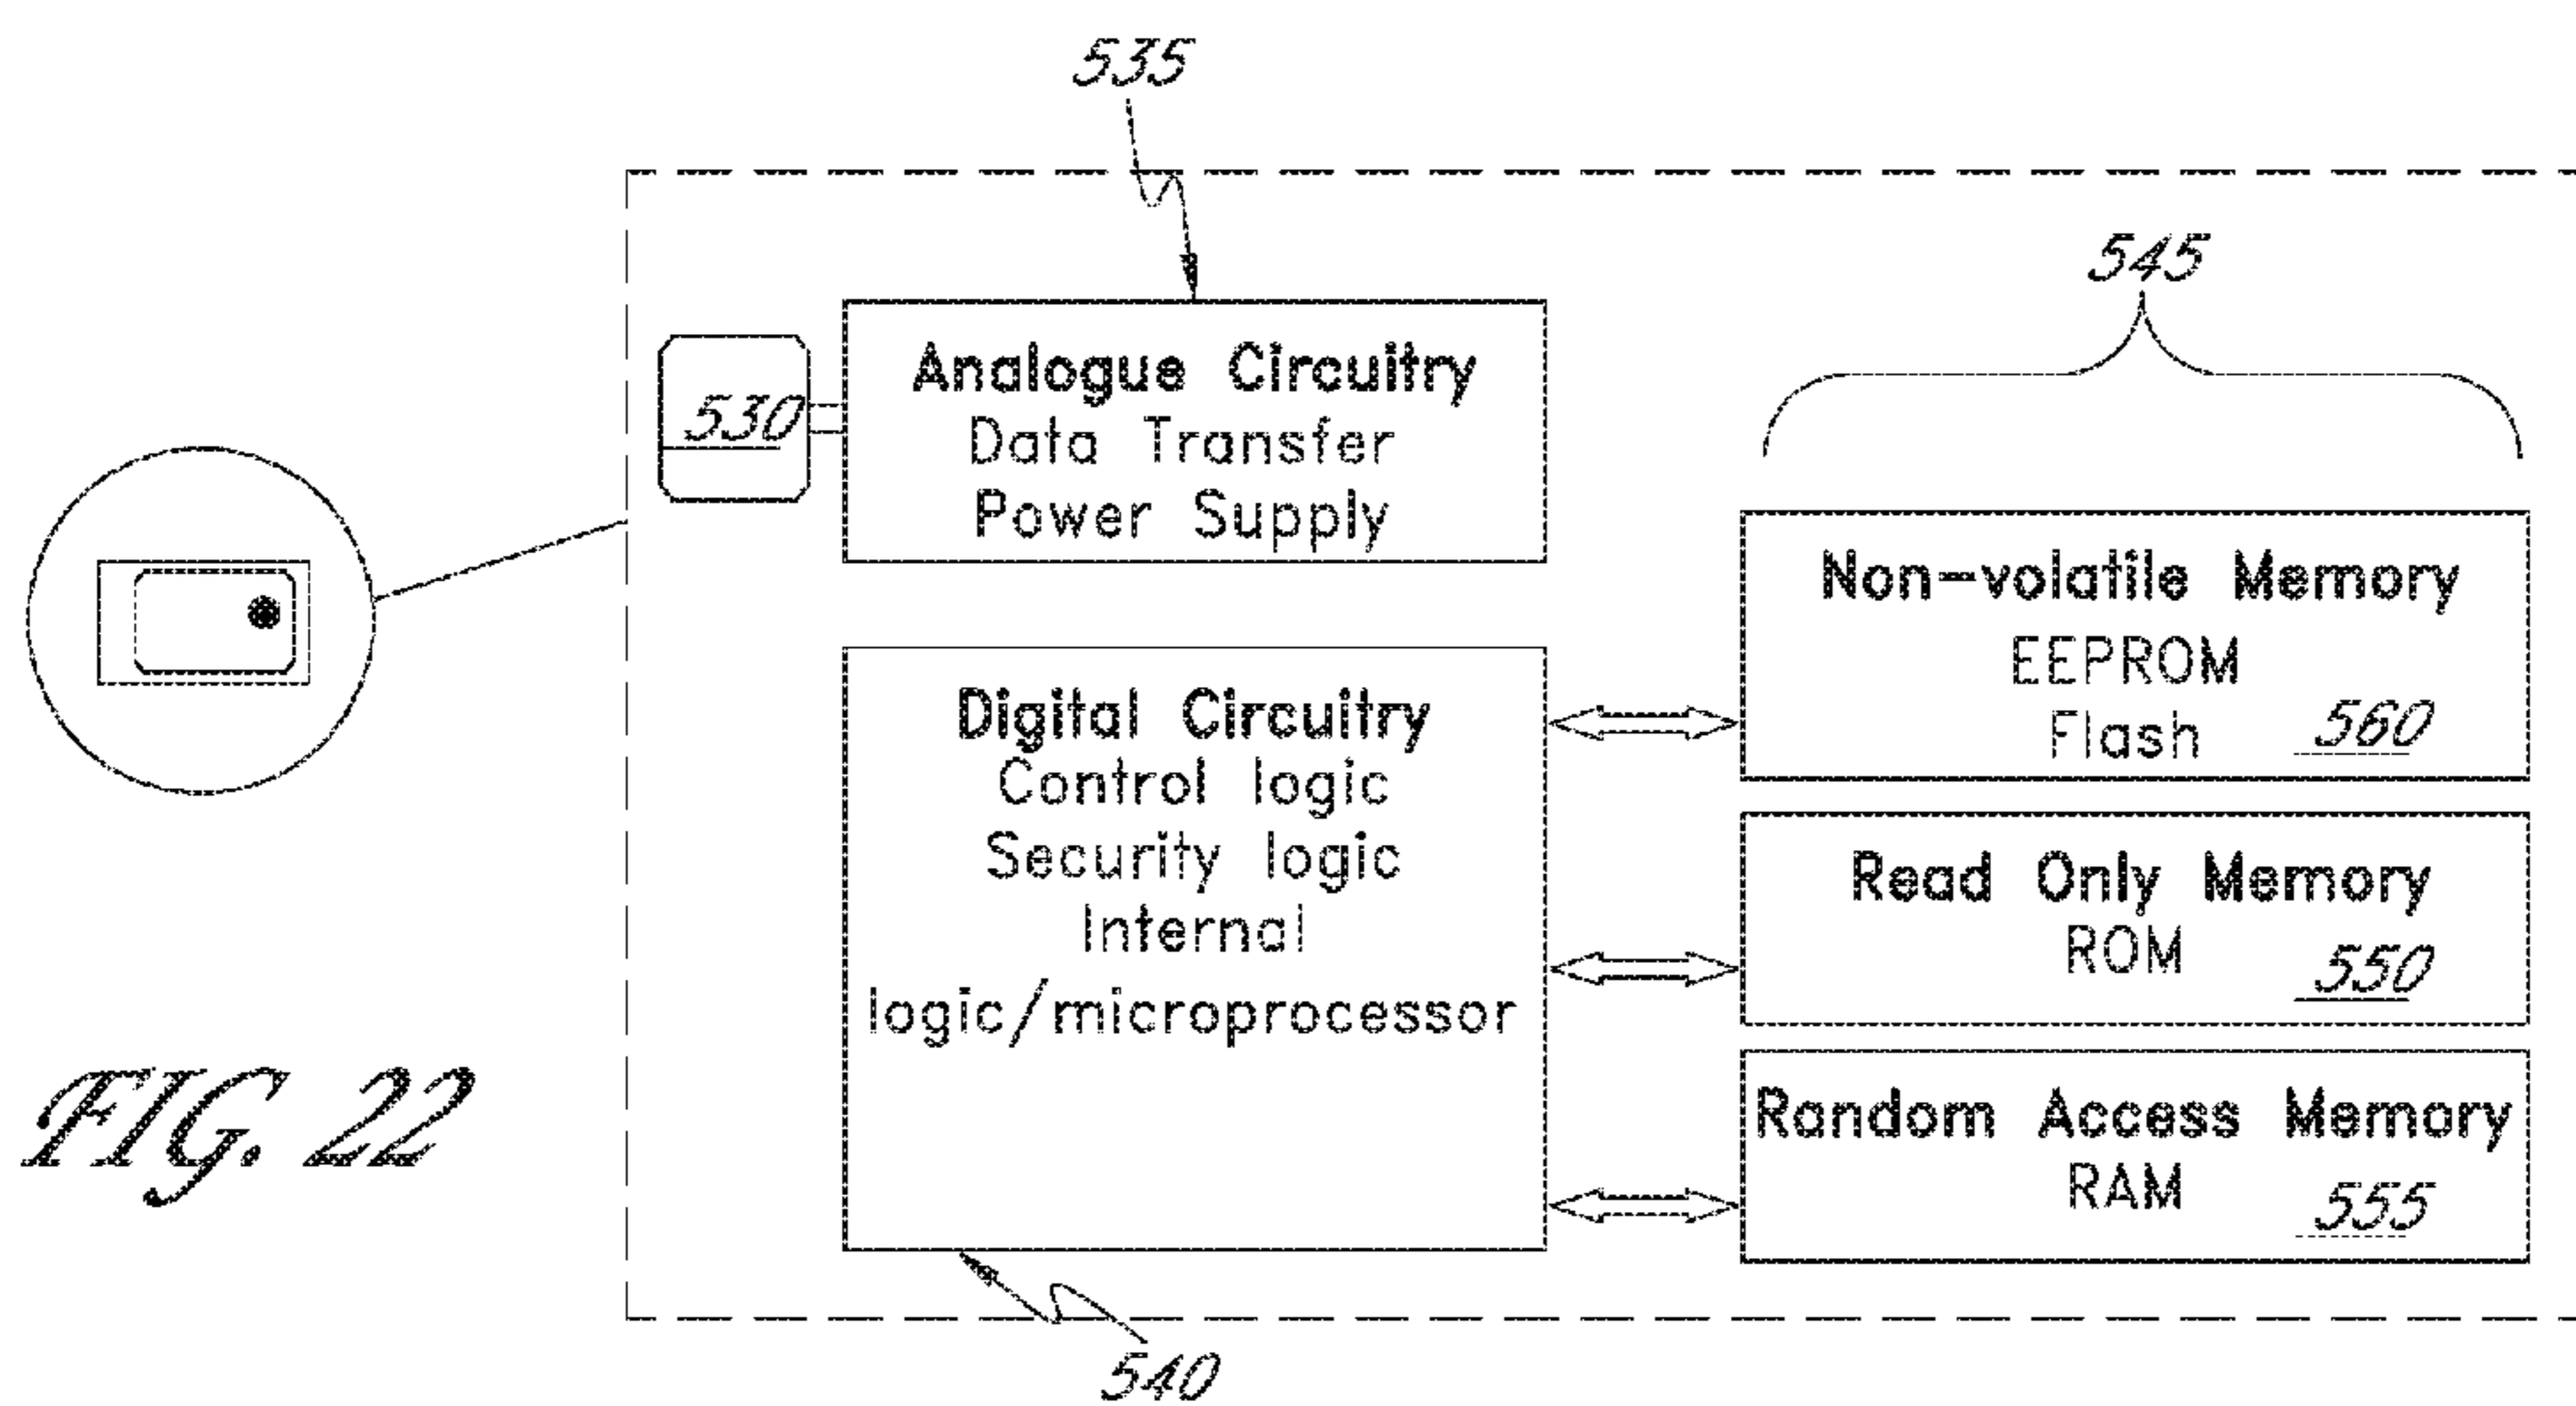 535
545
530
Analogue Circuitry
Data Transfer
Power Supply
Non-volatile Memory
EEPROM
Flash
560
Digital Circuitry
Control logic
Security logic
Internal
logic/microprocessor
Read Only Memory
ROM
550
Random Access Memory
RAM
555
540
FIG. 22